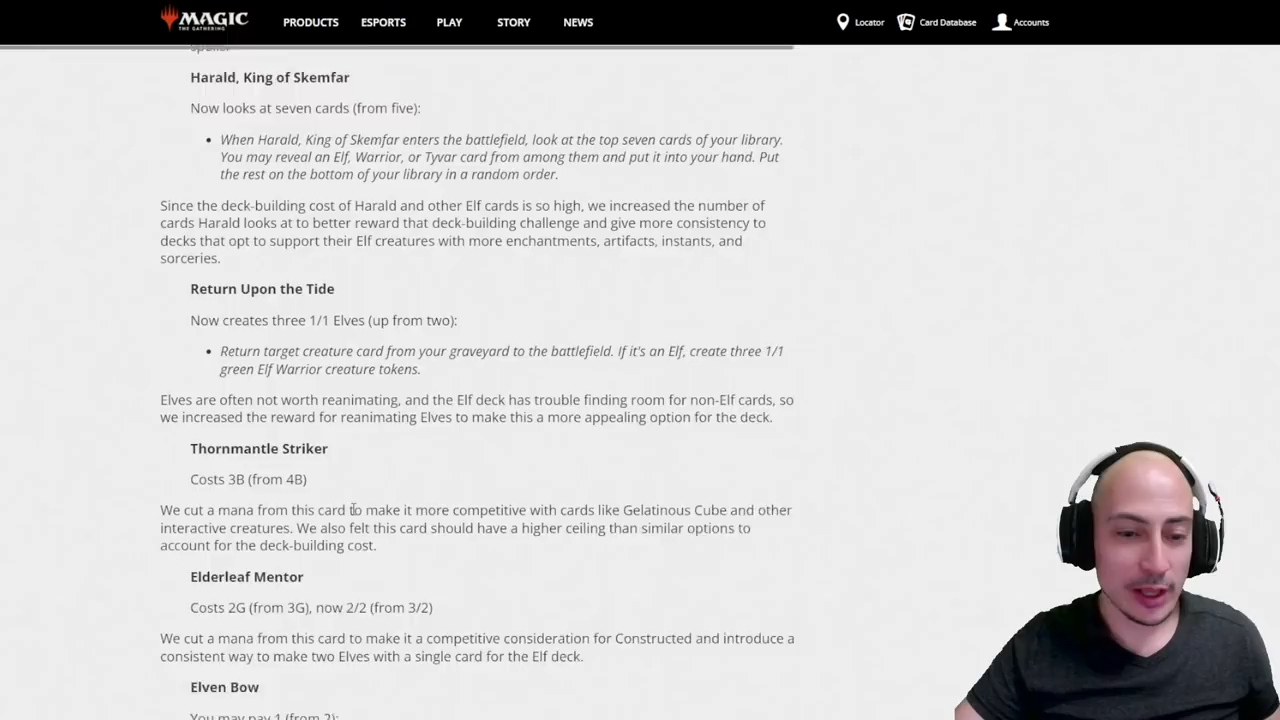 MAGIC
THE GATHERING
PRODUCTS
ESPORTS
PLAY
STORY
NEWS
Locator
Card Database
Accounts
Harald, King of Skemfar
Now looks at seven cards (from five):
• When Harald, King of Skemfar enters the battlefield, look at the top seven cards of your library.
You may reveal an Elf, Warrior, or Tyvar card from among them and put it into your hand. Put
the rest on the bottom of your library in a random order.
Since the deck-building cost of Harald and other Elf cards is so high, we increased the number of
cards Harald looks at to better reward that deck-building challenge and give more consistency to
decks that opt to support their Elf creatures with more enchantments, artifacts, instants, and
sorceries.
Return Upon the Tide
Now creates three 1/1 Elves (up from two):
• Return target creature card from your graveyard to the battlefield. If it's an Elf, create three 1/1
green Elf Warrior creature tokens.
Elves are often not worth reanimating, and the Elf deck has trouble finding room for non-Elf cards, so
we increased the reward for reanimating Elves to make this a more appealing option for the deck.
Thornmantle Striker
Costs 3B (from 4B)
We cut a mana from this card to make it more competitive with cards like Gelatinous Cube and other
interactive creatures. We also felt this card should have a higher ceiling than similar options to
account for the deck-building cost.
Elderleaf Mentor
Costs 2G (from 3G), now 2/2 (from 3/2)
We cut a mana from this card to make it a competitive consideration for Constructed and introduce a
consistent way to make two Elves with a single card for the Elf deck.
Elven Bow
You may pay 1 (from 2):